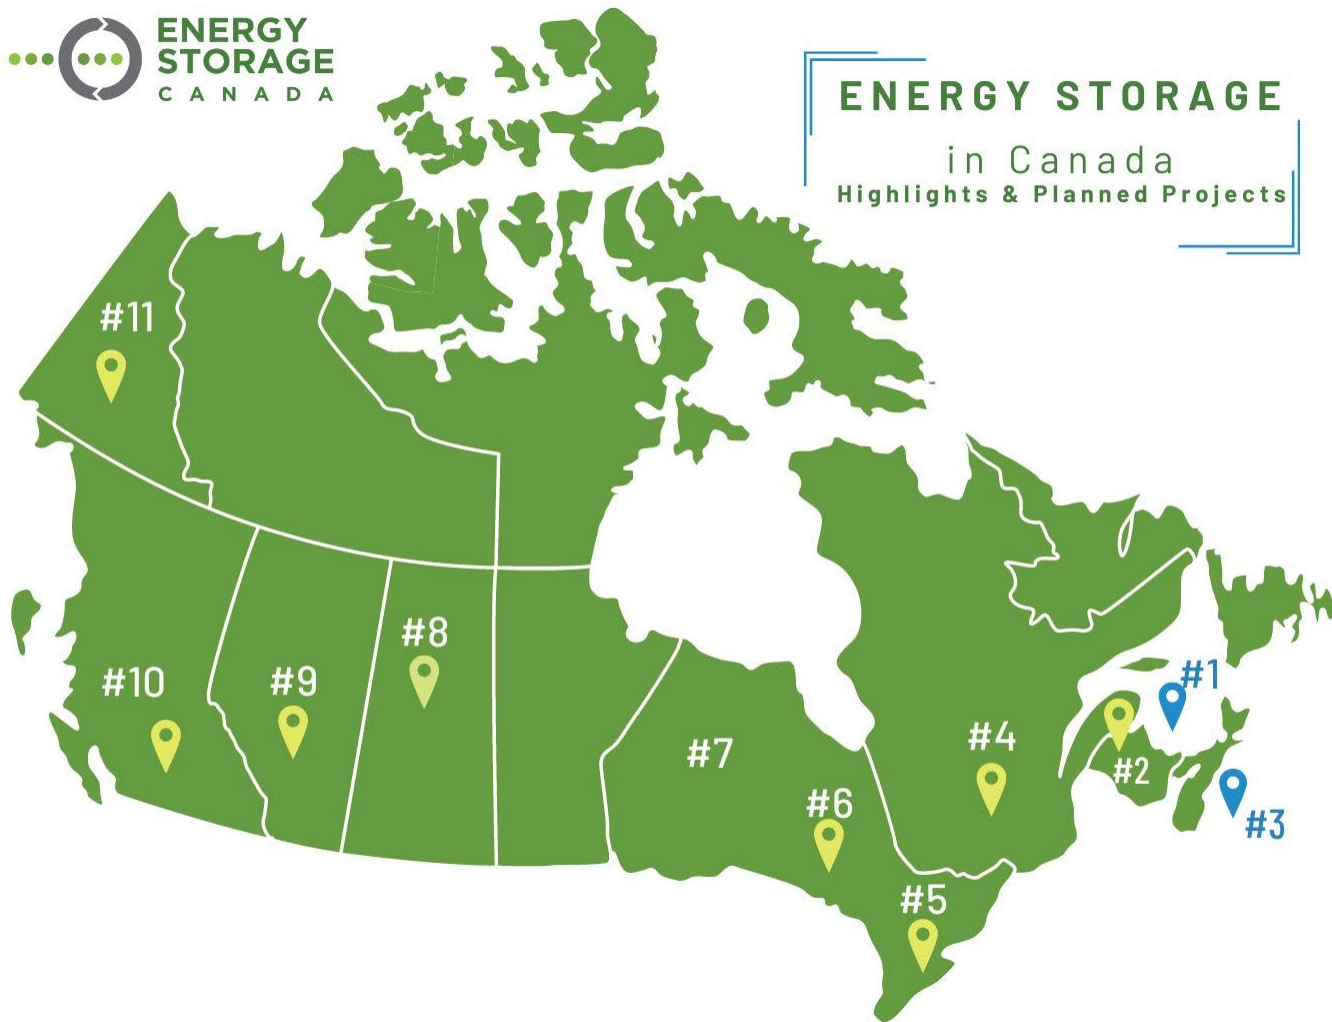 ENERGY
STORAGE
CANADA
ENERGY STORAGE
in Canada
Highlights & Planned Projects
#11
#8
#10
#9
#1
#7
#4
#2
#6
#3
#5